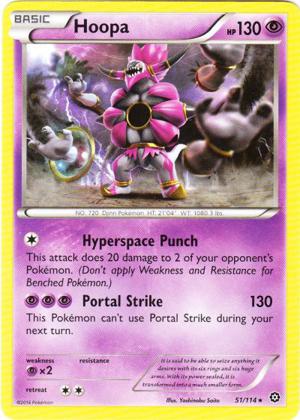 BASIC
Hoopa
HP130
NO. 720 Djinn Pokémon HT: 21'04" WT: 1080.3 lbs.
Hyperspace Punch
This attack does 20 damage to 2 of your opponent's
Pokémon. (Don't apply Weakness and Resistance for
Benched Pokémon.)
Portal Strike 130
This Pokémon can't use Portal Strike during your
next turn.
weakness
×2
resistance
retreat
It is said to be able to seize anything it
desires with its six rings and six huge
arms. With its power sealed, it is
transformed into a much smaller form.
©2016 Pokémon
Illus. Yoshinobu Saito
51/114 ★